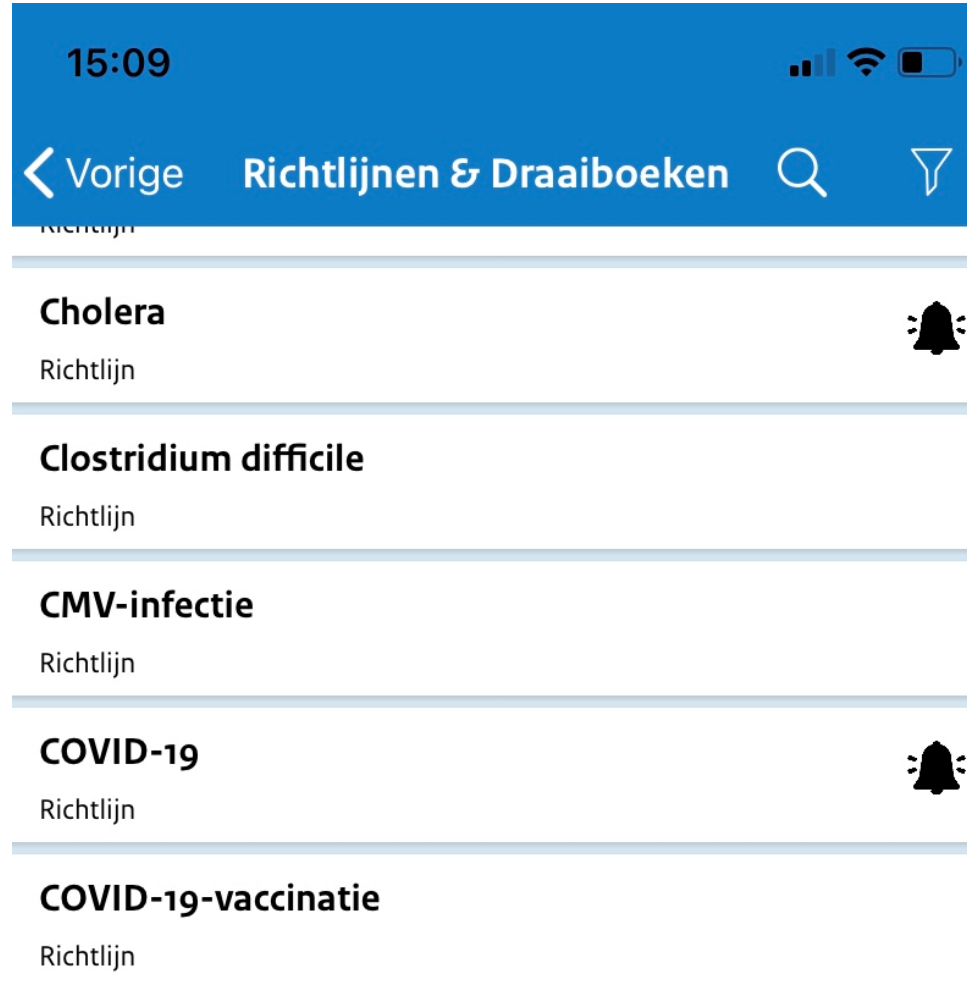 15:09
Vorige Richtlijnen & Draaiboeken
Richtlijn
Cholera
Richtlijn
Clostridium difficile
Richtlijn
CMV-infectie
Richtlijn
COVID-19
Richtlijn
COVID-19-vaccinatie
Richtlijn